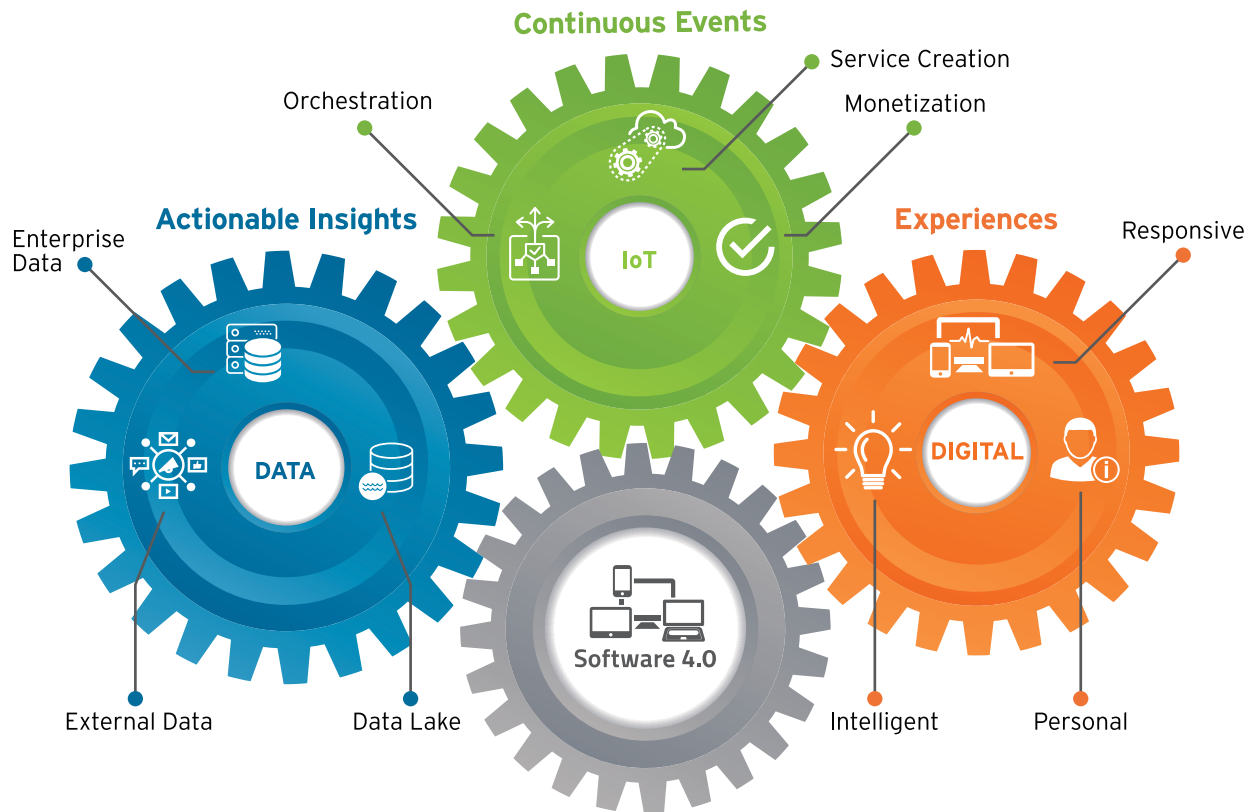 Continuous Events
Service Creation
Orchestration
Monetization
IoT
Actionable Insights
Enterprise
Data
DATA
External Data
Data Lake
Experiences
Responsive
DIGITAL
Intelligent
Personal
Software 4.0